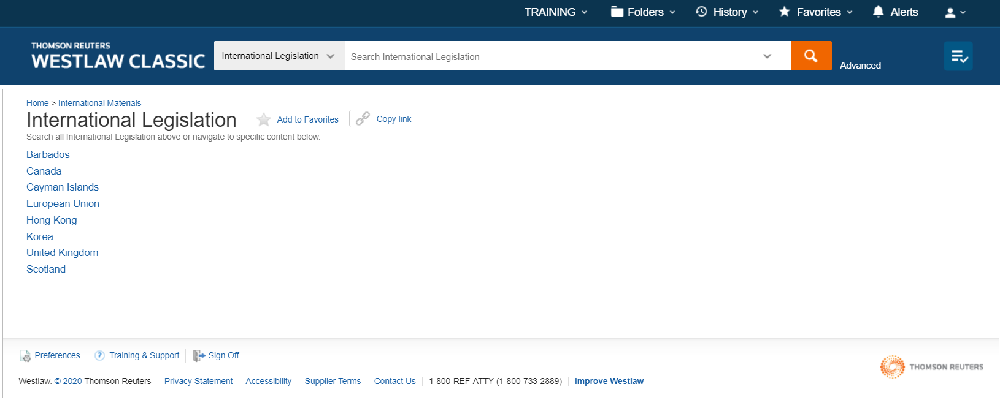 TRAINING Folders History Favorites Alerts
THOMSON REUTERS
WESTLAW CLASSIC
International Legislation Search International Legislation Advanced
Home > International Materials
International Legislation Add to Favorites Copy link
Search all International Legislation above or navigate to specific content below.
Barbados
Canada
Cayman Islands
European Union
Hong Kong
Korea
United Kingdom
Scotland
Preferences ? Training & Support Sign Off
THOMSON REUTERS
Westlaw. © 2020 Thomson Reuters Privacy Statement Accessibility Supplier Terms Contact Us 1-800-REF-ATTY (1-800-733-2889) Improve Westlaw